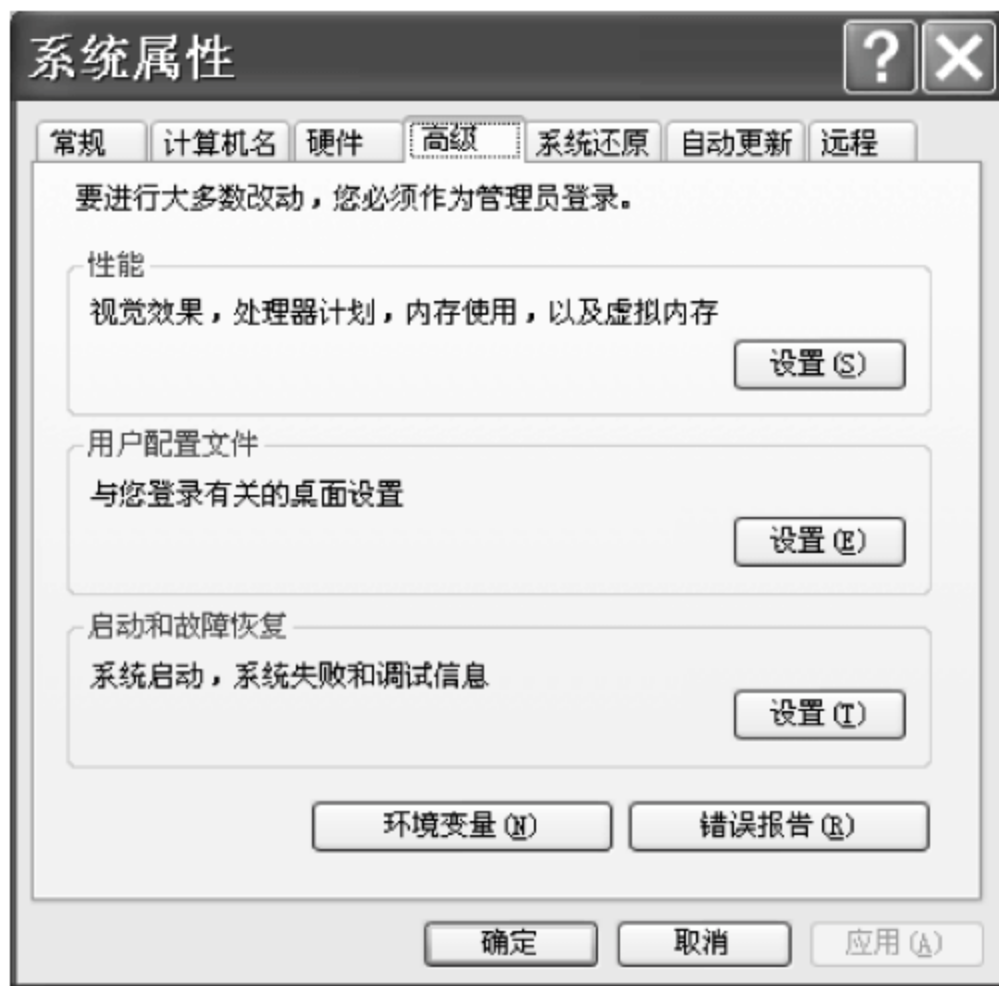 系统属性
常规 计算机名 硬件 高级 系统还原 自动更新 远程
要进行大多数改动，您必须作为管理员登录。
性能
视觉效果，处理器计划，内存使用，以及虚拟内存
设置(S)
用户配置文件
与您登录有关的桌面设置
设置(E)
启动和故障恢复
系统启动，系统失败和调试信息
设置(T)
环境变量(N) 错误报告(R)
确定 取消 应用(A)